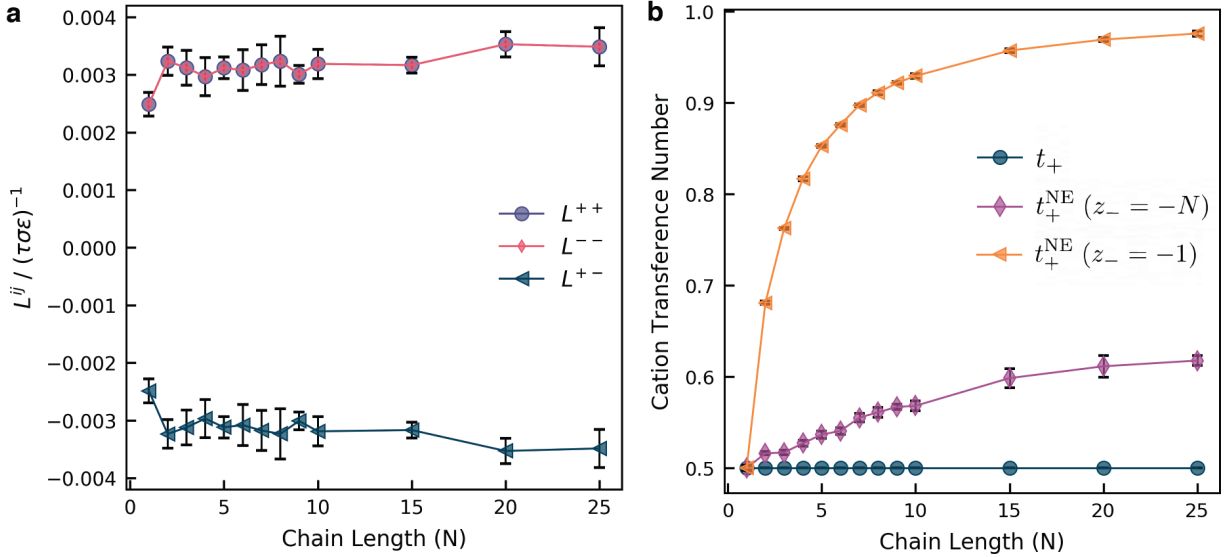 a
0.004
0.003
0.002
0.001
0.000
−0.001
−0.002
−0.003
−0.004
L^{ij} / (τσε)^{−1}
L^{++}
L^{−−}
L^{+−}
0 5 10 15 20 25
Chain Length (N)
b
1.0
0.9
0.8
0.7
0.6
0.5
Cation Transference Number
t_+
t_+^{NE} (z_− = −N)
t_+^{NE} (z_− = −1)
0 5 10 15 20 25
Chain Length (N)